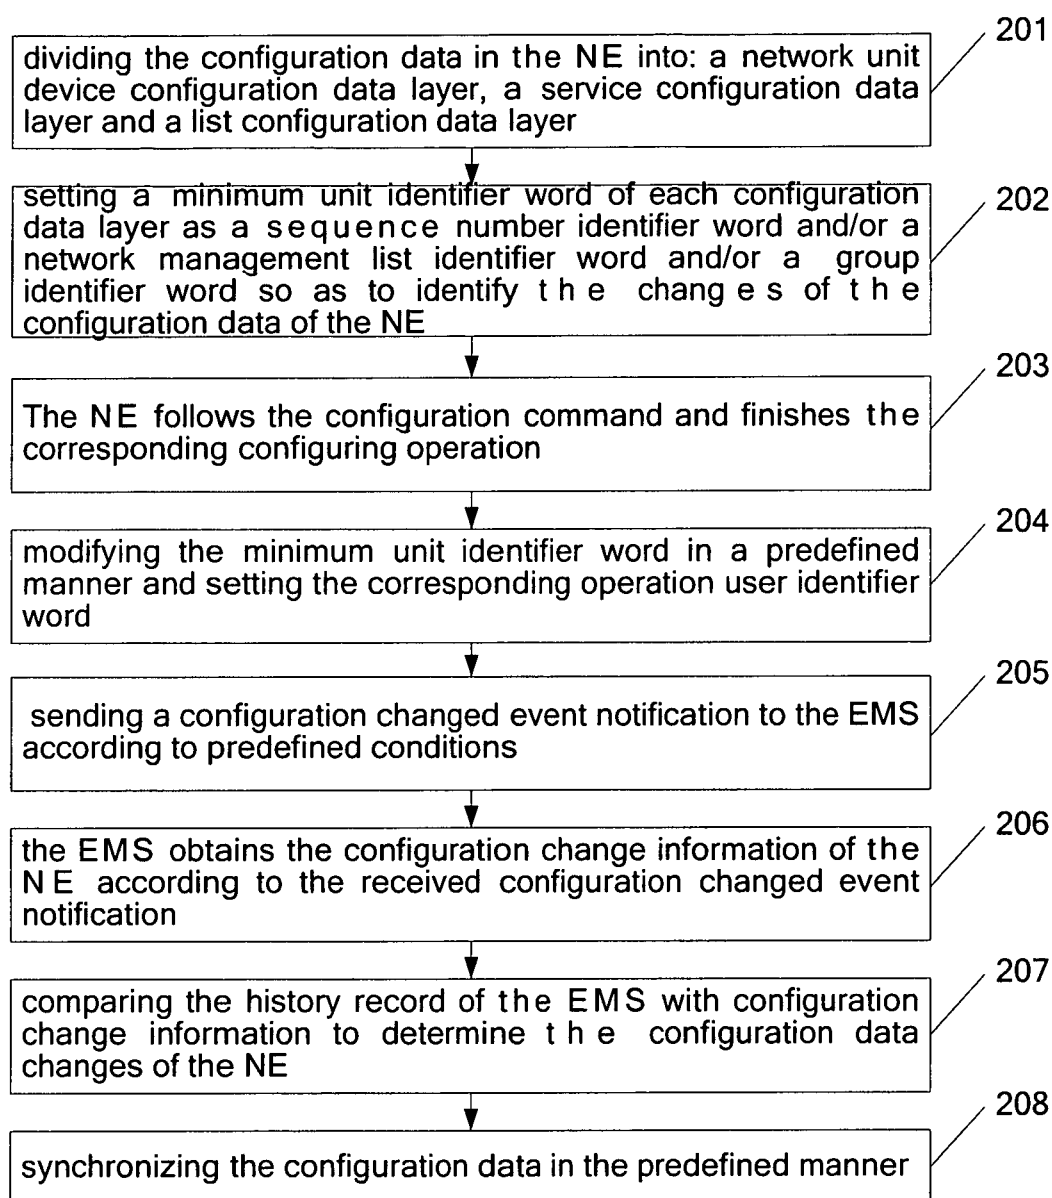 201
dividing the configuration data in the NE into: a network unit
device configuration data layer, a service configuration data
layer and a list configuration data layer
202
setting a minimum unit identifier word of each configuration
data layer as a sequence number identifier word and/or a
network management list identifier word and/or a group
identifier word so as to identify the changes of the
configuration data of the NE
203
The NE follows the configuration command and finishes the
corresponding configuring operation
204
modifying the minimum unit identifier word in a predefined
manner and setting the corresponding operation user identifier
word
205
sending a configuration changed event notification to the EMS
according to predefined conditions
206
the EMS obtains the configuration change information of the
NE according to the received configuration changed event
notification
207
comparing the history record of the EMS with configuration
change information to determine the configuration data
changes of the NE
208
synchronizing the configuration data in the predefined manner